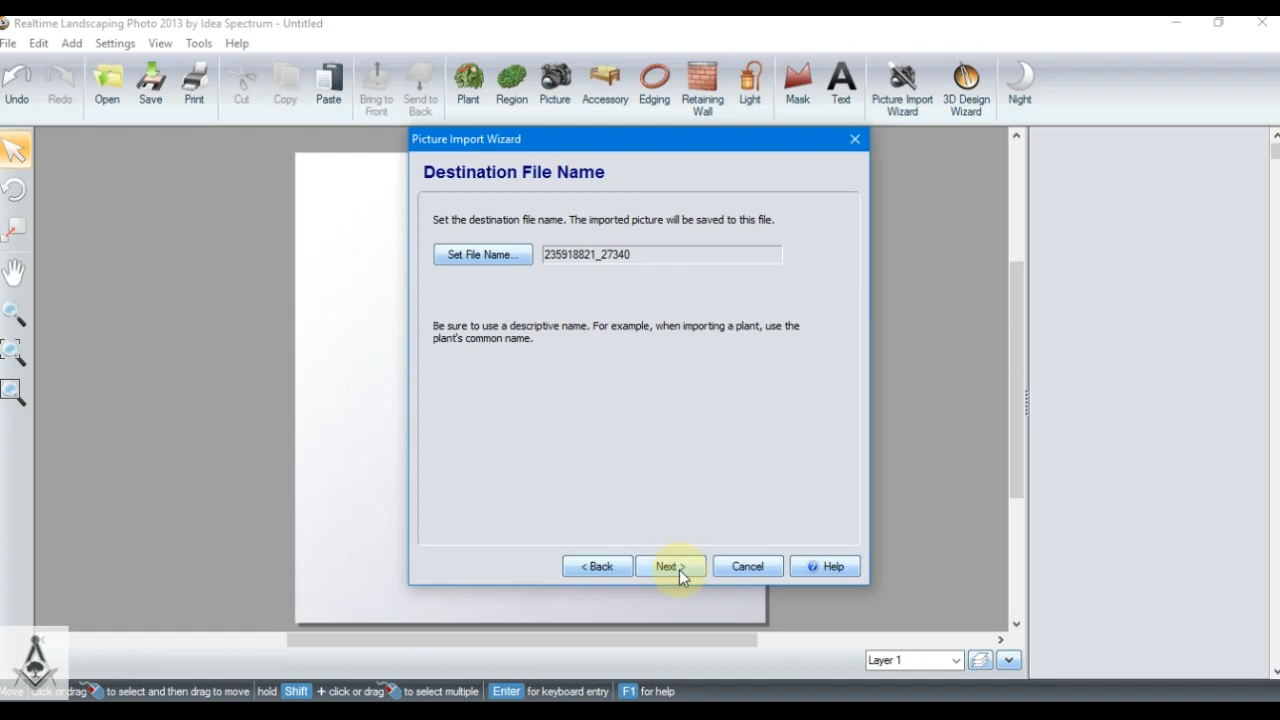 Realtime Landscaping Photo 2013 by Idea Spectrum - Untitled
File Edit Add Settings View Tools Help
Undo Redo Open Save Print Cut Copy Paste Bring to Front Send to Back Plant Region Picture Accessory Edging Retaining Wall Light Mask Text Picture Import Wizard 3D Design Wizard Night
Picture Import Wizard
Destination File Name
Set the destination file name. The imported picture will be saved to this file.
Set File Name... 235918821_27340
Be sure to use a descriptive name. For example, when importing a plant, use the
plant's common name.
< Back Next > Cancel Help
Layer 1
Move click or drag to select and then drag to move hold Shift + click or drag to select multiple Enter for keyboard entry F1 for help